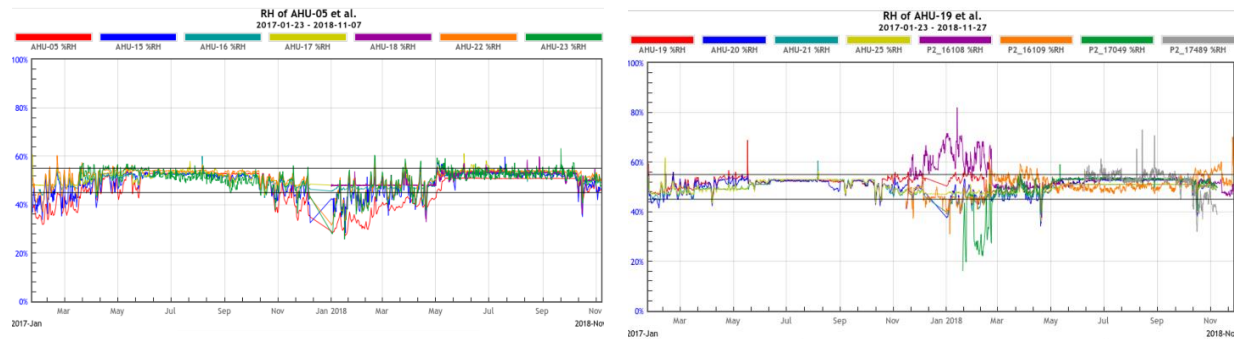 RH of AHU-05 et al.
2017-01-23 - 2018-11-07
AHU-05 %RH AHU-15 %RH AHU-16 %RH AHU-17 %RH AHU-18 %RH AHU-22 %RH AHU-23 %RH
80%
60%
40%
20%
0%
Mar May Jul Sep Nov Jan 2018 Mar May Jul Sep Nov
2017-Jan 2018-Nov
RH of AHU-19 et al.
2017-01-23 - 2018-11-27
AHU-19 %RH AHU-20 %RH AHU-21 %RH AHU-25 %RH P2_16108 %RH P2_16109 %RH P2_17049 %RH P2_17489 %RH
100%
80%
60%
40%
20%
0%
Mar May Jul Sep Nov Jan 2018 Mar May Jul Sep Nov
2017-Jan 2018-No